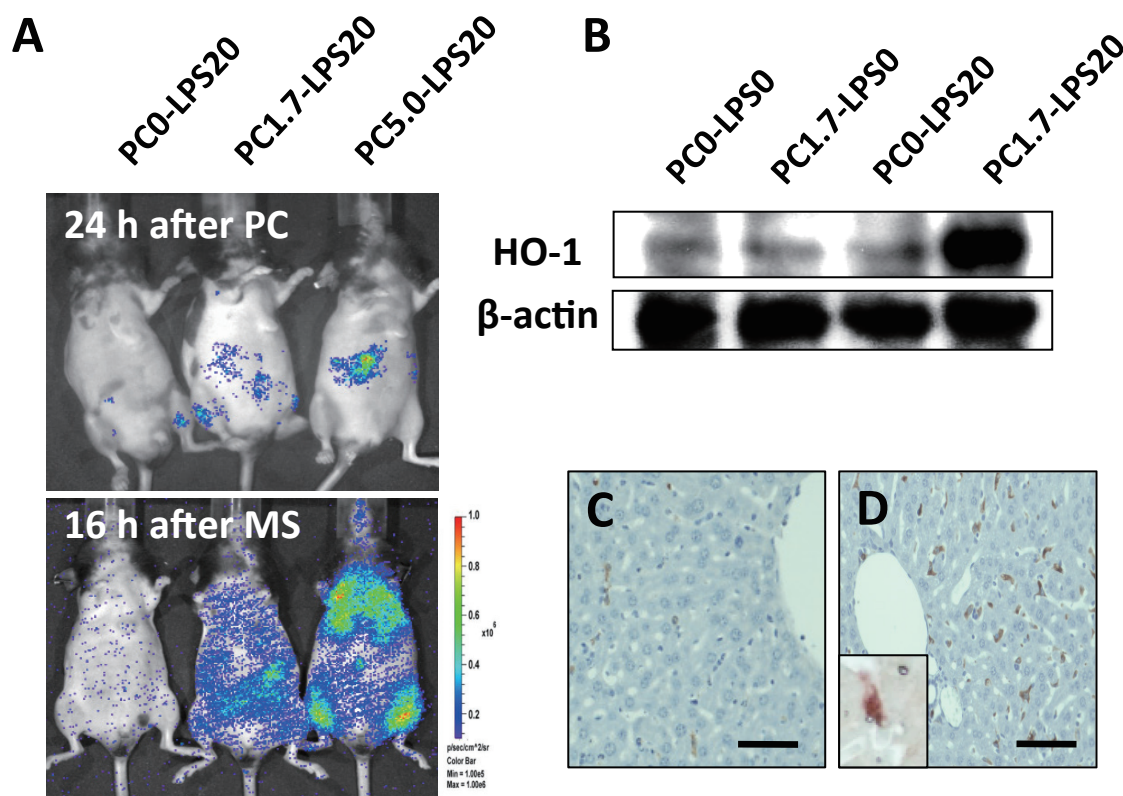 A
PC0-LPS20
PC1.7-LPS20
PC5.0-LPS20
24 h after PC
16 h after MS
1.0
0.8
0.6
x10⁶
0.4
0.2
p/sec/cm^2/sr
Color Bar
Min = 1.00e5
Max = 1.00e6
B
PC0-LPS0
PC1.7-LPS0
PC0-LPS20
PC1.7-LPS20
HO-1
β-actin
C
D